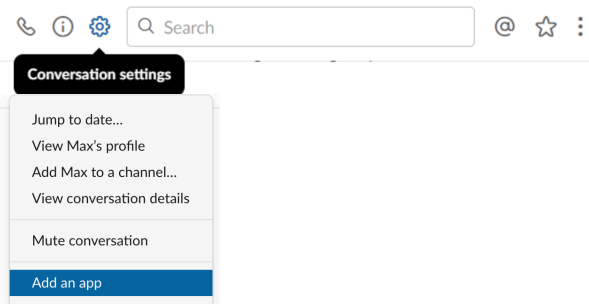 Search
Conversation settings
Jump to date...
View Max's profile
Add Max to a channel...
View conversation details
Mute conversation
Add an app